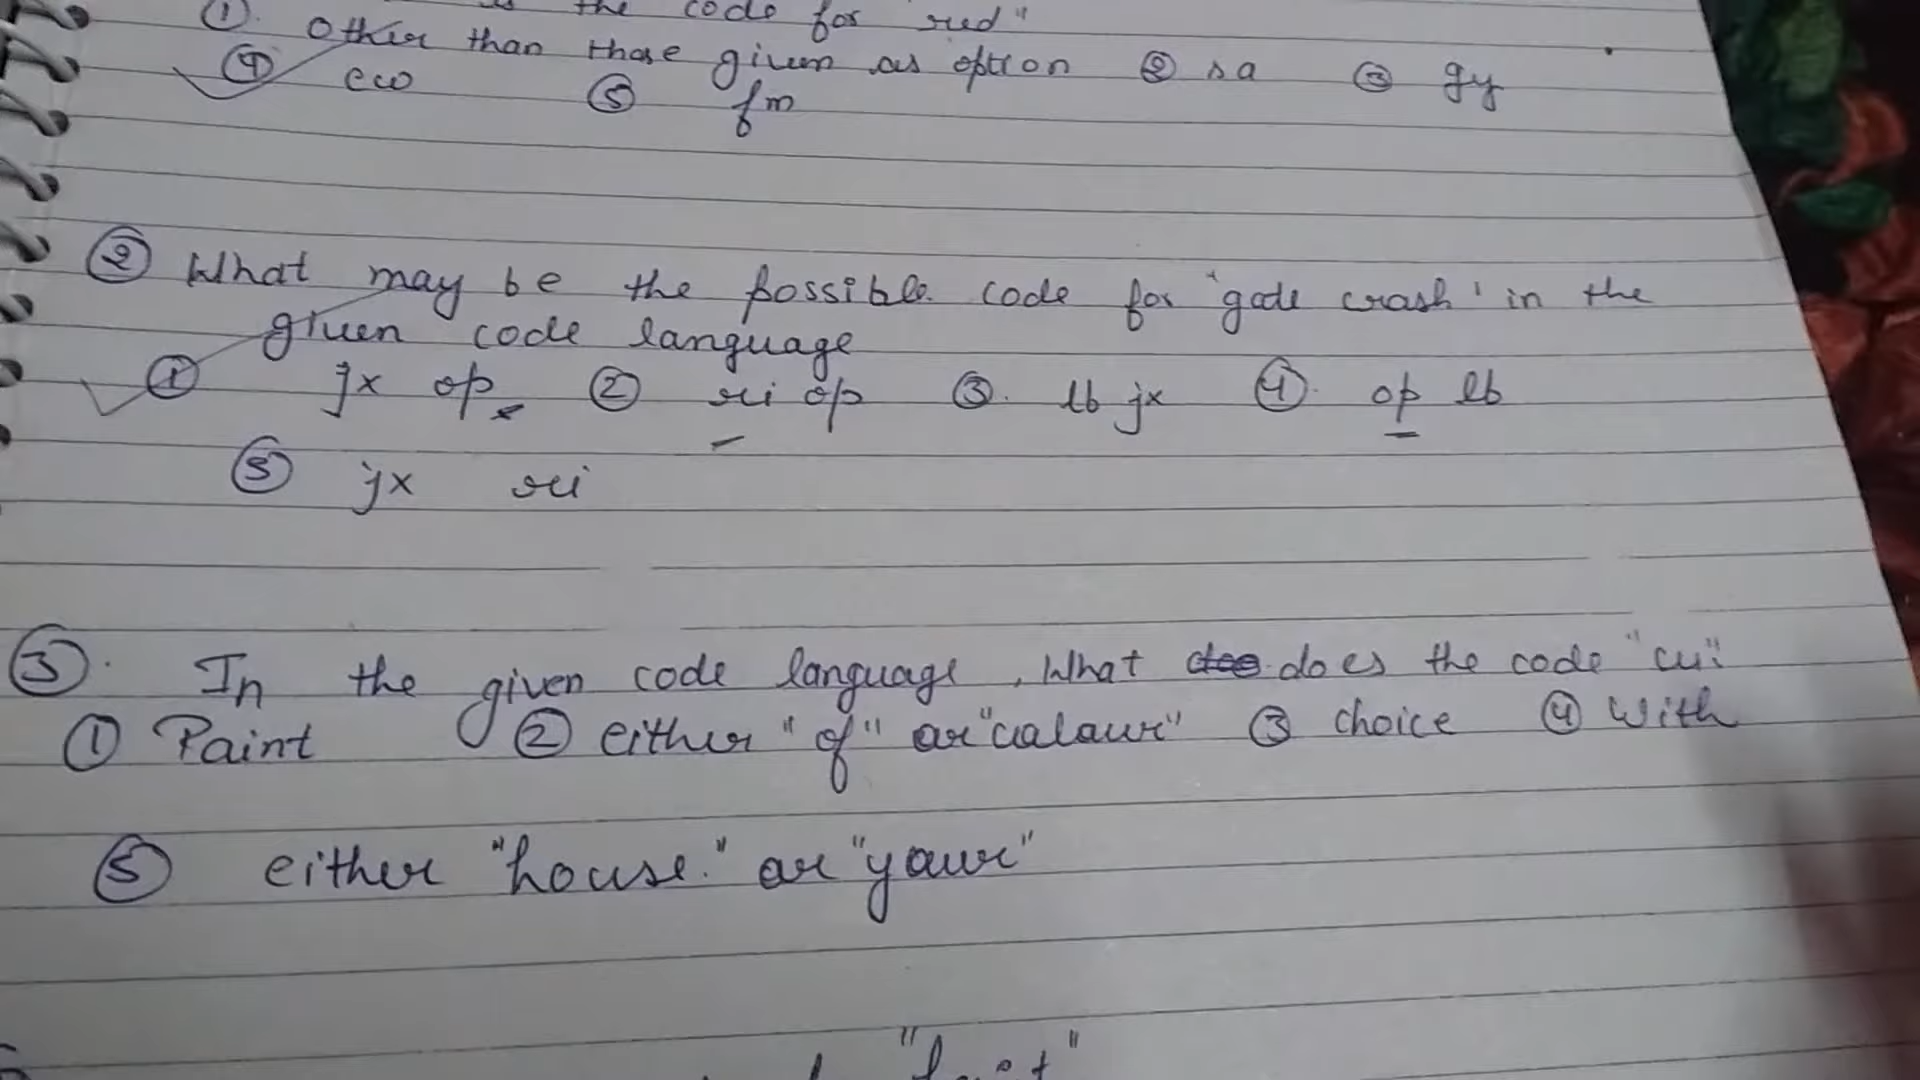 the code for red"
① Other than those given as option ② sa ③ gy
④ eco ⑤ fm
② What may be the possible code for "gate crash' in the
given code language
① jx op ② ri op ③. lb jx ④. op lb
⑤ jx ri
③. In the given code language, What does the code "cu":
① Paint ② either "of" or "colour" ③ choice ④ With
⑤ either "house." or "your"